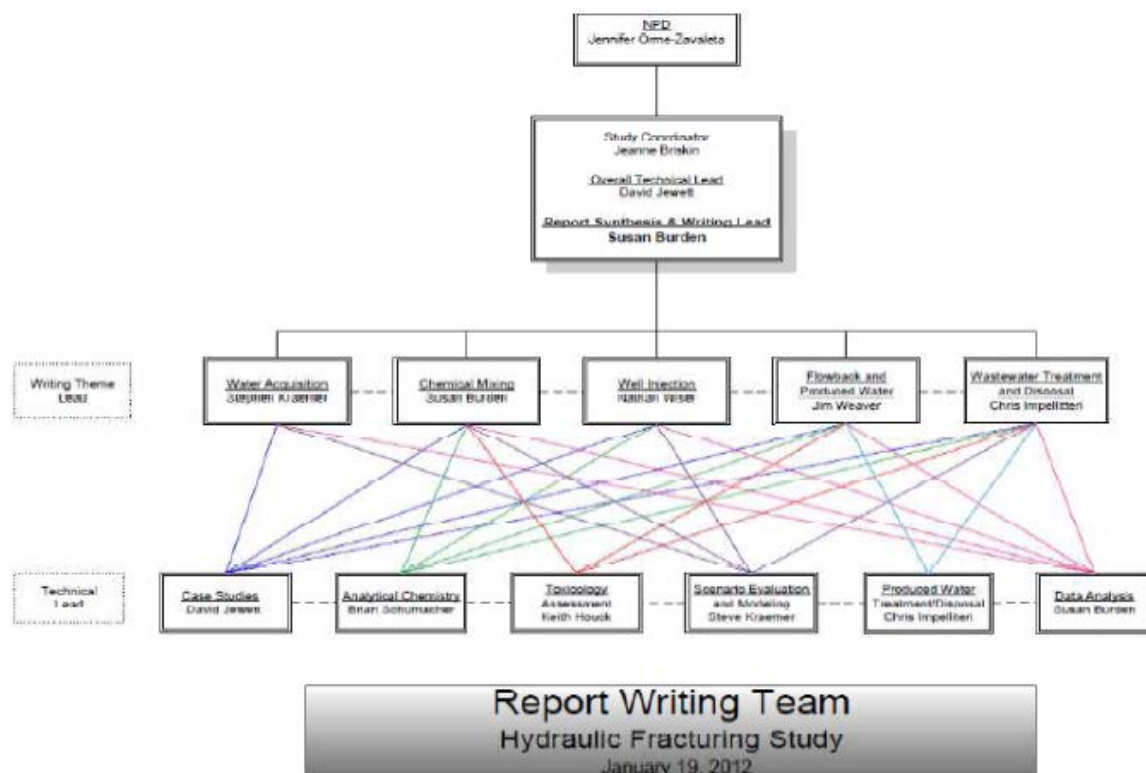 NPD
Jennifer Orme-Zavaleta
Study Coordinator
Jeanne Briskin
Overall Technical Lead
David Jewett
Report Synthesis & Writing Lead
Susan Burden
Writing Theme
Lead
Water Acquisition
Stephen Kraemer
Chemical Mixing
Susan Burden
Well Injection
Nathan Wiser
Flowback and
Produced Water
Jim Weaver
Wastewater Treatment
and Disposal
Chris Impellitteri
Technical
Lead
Case Studies
David Jewett
Analytical Chemistry
Brian Schumacher
Toxicology
Assessment
Keith Houck
Scenario Evaluation
and Modeling
Steve Kraemer
Produced Water
Treatment/Disposal
Chris Impellitteri
Data Analysis
Susan Burden
Report Writing Team
Hydraulic Fracturing Study
January 19, 2012